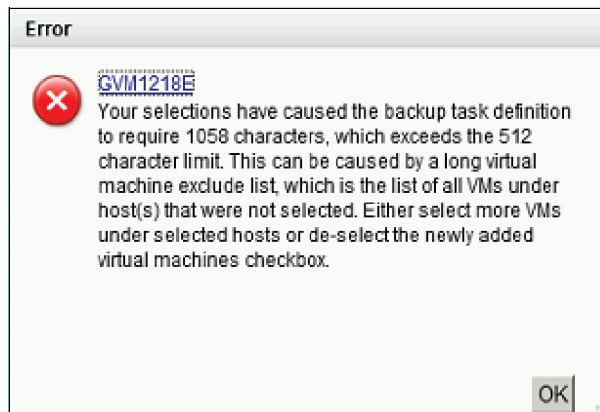 Error
GVM1218E
Your selections have caused the backup task definition
to require 1058 characters, which exceeds the 512
character limit. This can be caused by a long virtual
machine exclude list, which is the list of all VMs under
host(s) that were not selected. Either select more VMs
under selected hosts or de-select the newly added
virtual machines checkbox.
OK